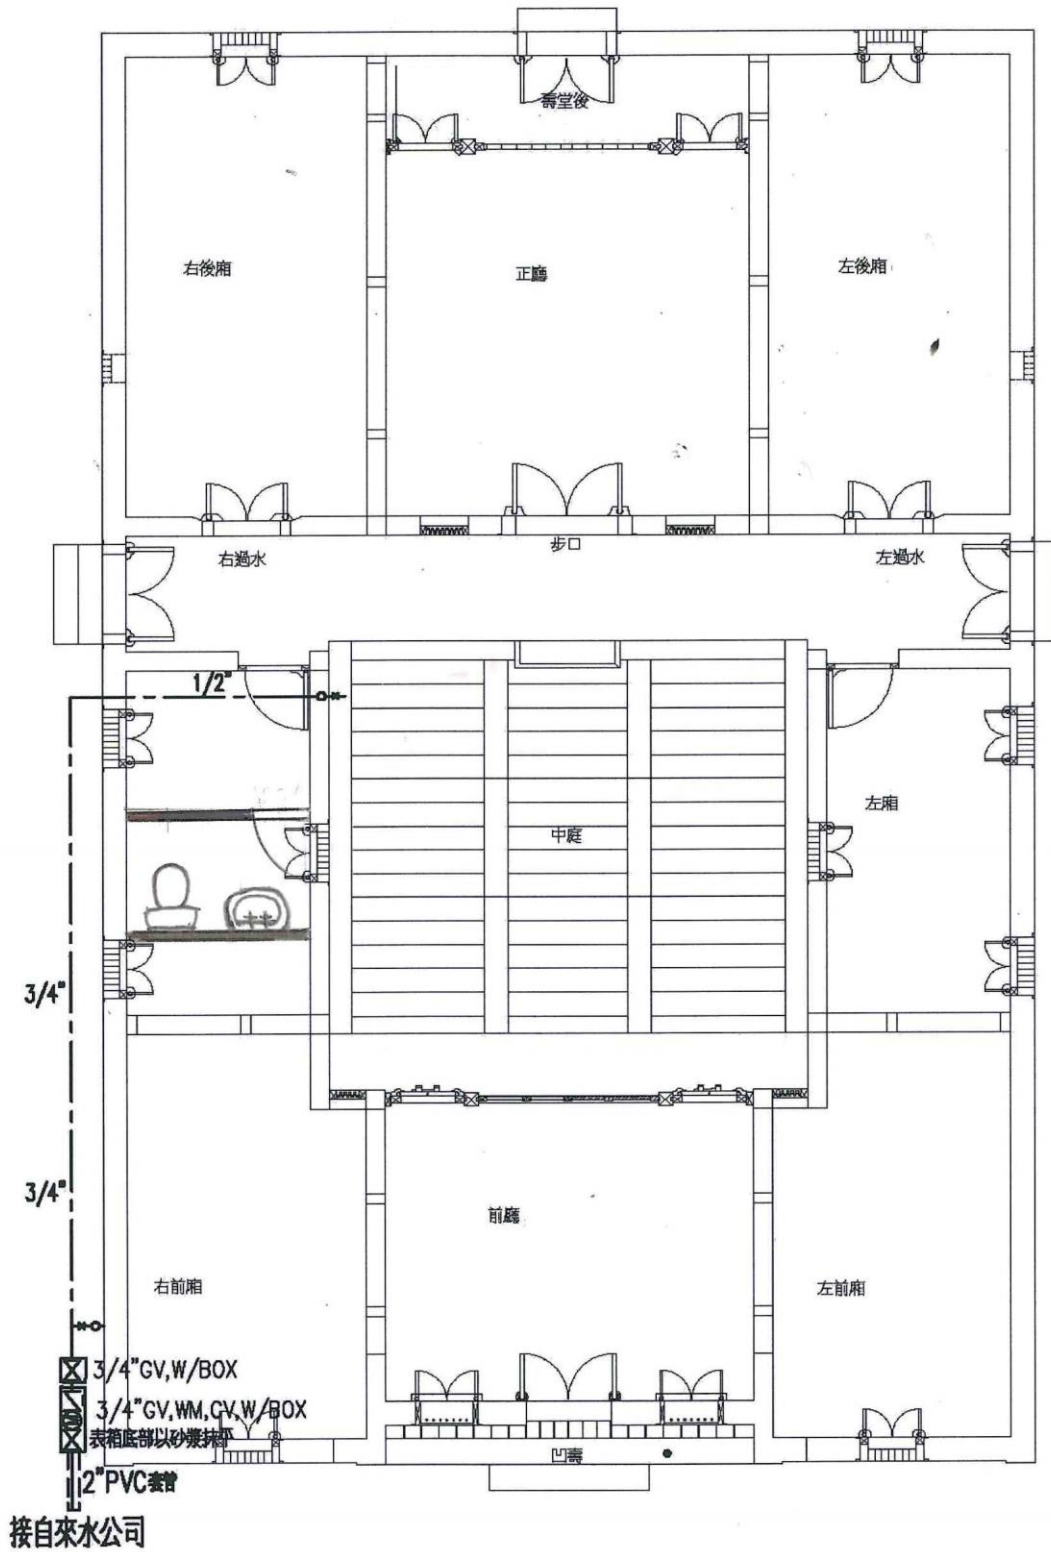 壽堂後
右後廂
正廳
左後廂
右過水
步口
左過水
1/2"
左廂
中庭
3/4"
3/4"
前廳
右前廂
左前廂
3/4"GV,W/BOX
3/4"GV,WM,CV,W/BOX
表箱底部以砂漿抹平
凹壽
2"PVC套管
接自來水公司